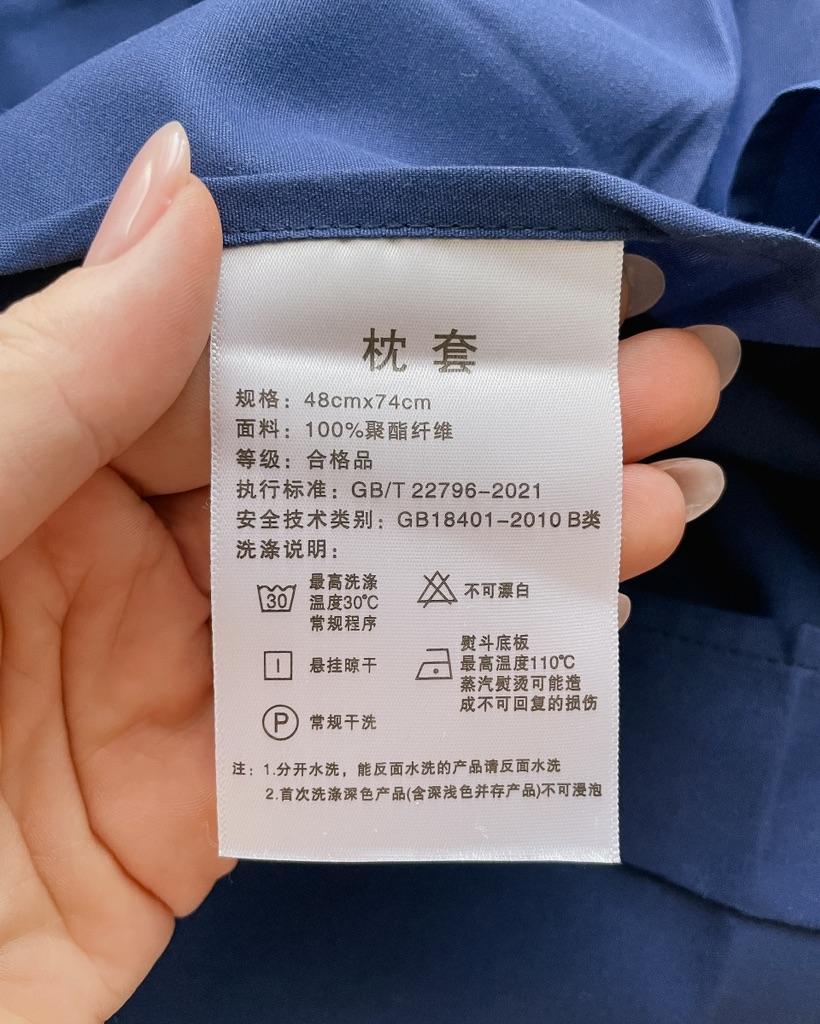 枕套
规格：48cmx74cm
面料：100%聚酯纤维
等级：合格品
执行标准：GB/T 22796-2021
安全技术类别：GB18401-2010 B类
洗涤说明：
30
最高洗涤
温度30℃
常规程序
不可漂白
悬挂晾干
熨斗底板
最高温度110℃
蒸汽熨烫可能造
成不可回复的损伤
P
常规干洗
注：1.分开水洗，能反面水洗的产品请反面水洗
2.首次洗涤深色产品(含深浅色并存产品)不可浸泡